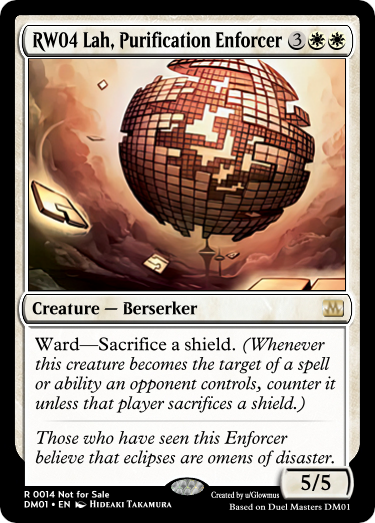 RW04 Lah, Purification Enforcer 3
Creature — Berserker
Ward—Sacrifice a shield. (Whenever
this creature becomes the target of a spell
or ability an opponent controls, counter it
unless that player sacrifices a shield.)
Those who have seen this Enforcer
believe that eclipses are omens of disaster.
5/5
R 0014 Not for Sale
DM01 • EN Hideaki Takamura
Created by u/Glowmus
Based on Duel Masters DM01